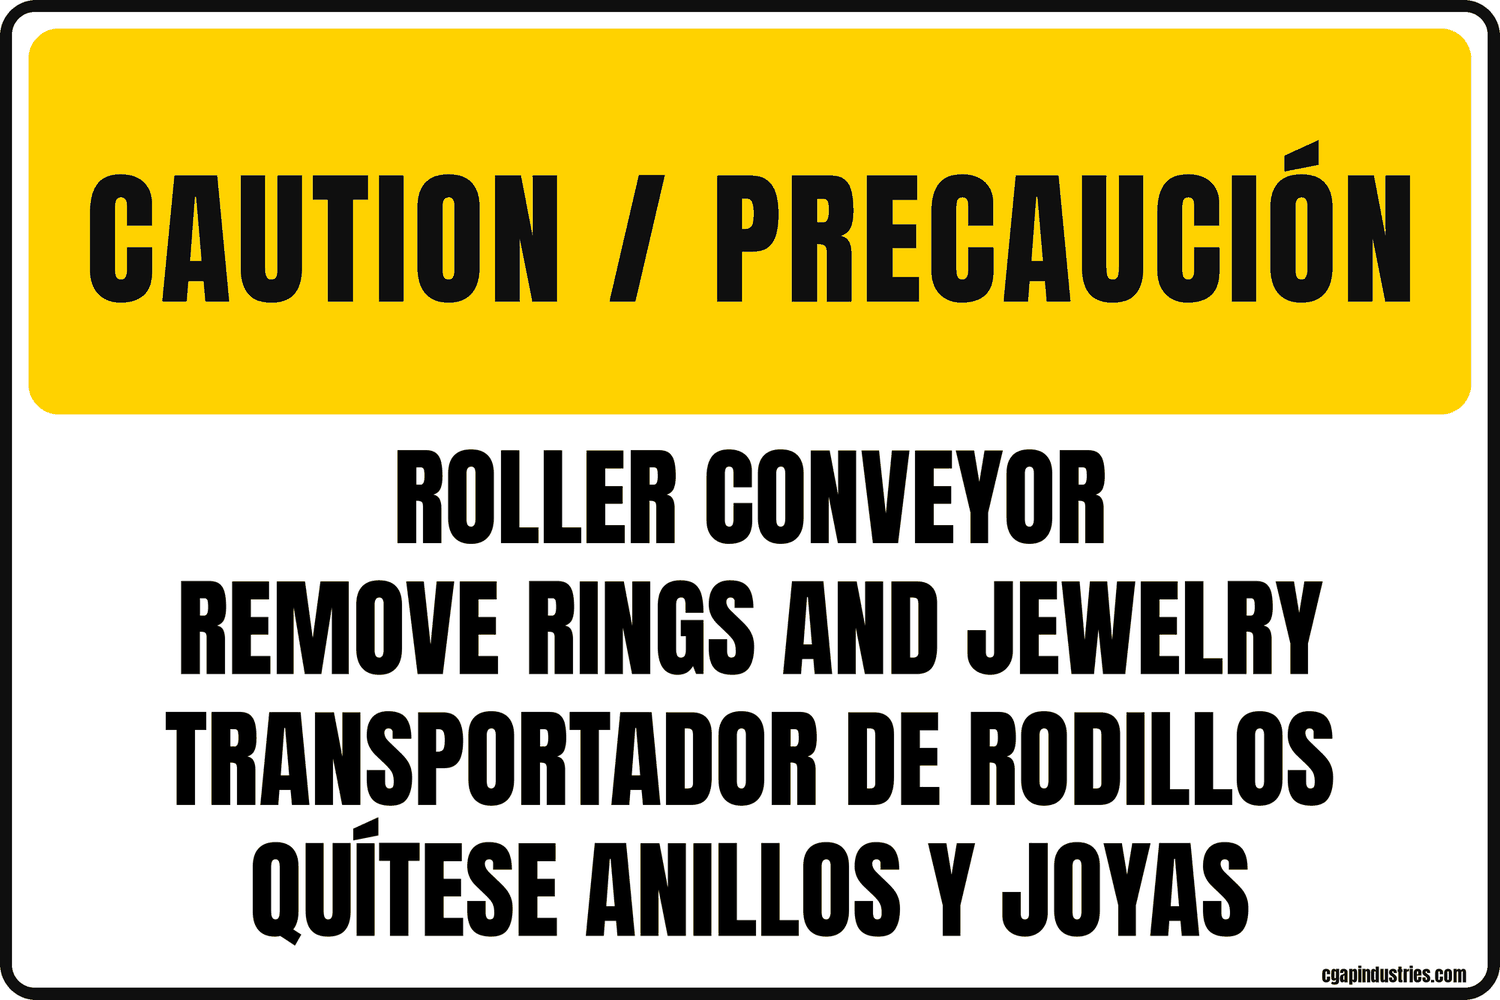 CAUTION / PRECAUCIÓN
ROLLER CONVEYOR
REMOVE RINGS AND JEWELRY
TRANSPORTADOR DE RODILLOS
QUÍTESE ANILLOS Y JOYAS
cgapindustries.com